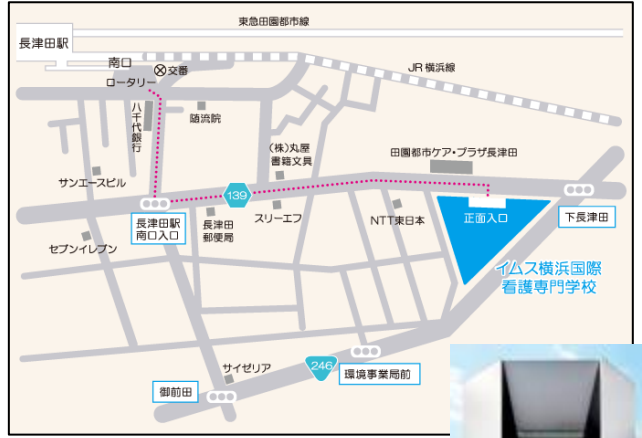 東急田園都市線
長津田駅
南口
交番
JR横浜線
ロータリー
八千代銀行
随流院
(株)丸屋
書籍文具
田園都市ケア・プラザ長津田
サンエースビル
139
長津田駅
南口入口
長津田
郵便局
スリーエフ
NTT東日本
正面入口
下長津田
セブンイレブン
イムス横浜国際
看護専門学校
サイゼリア
246
環境事業局前
御前田